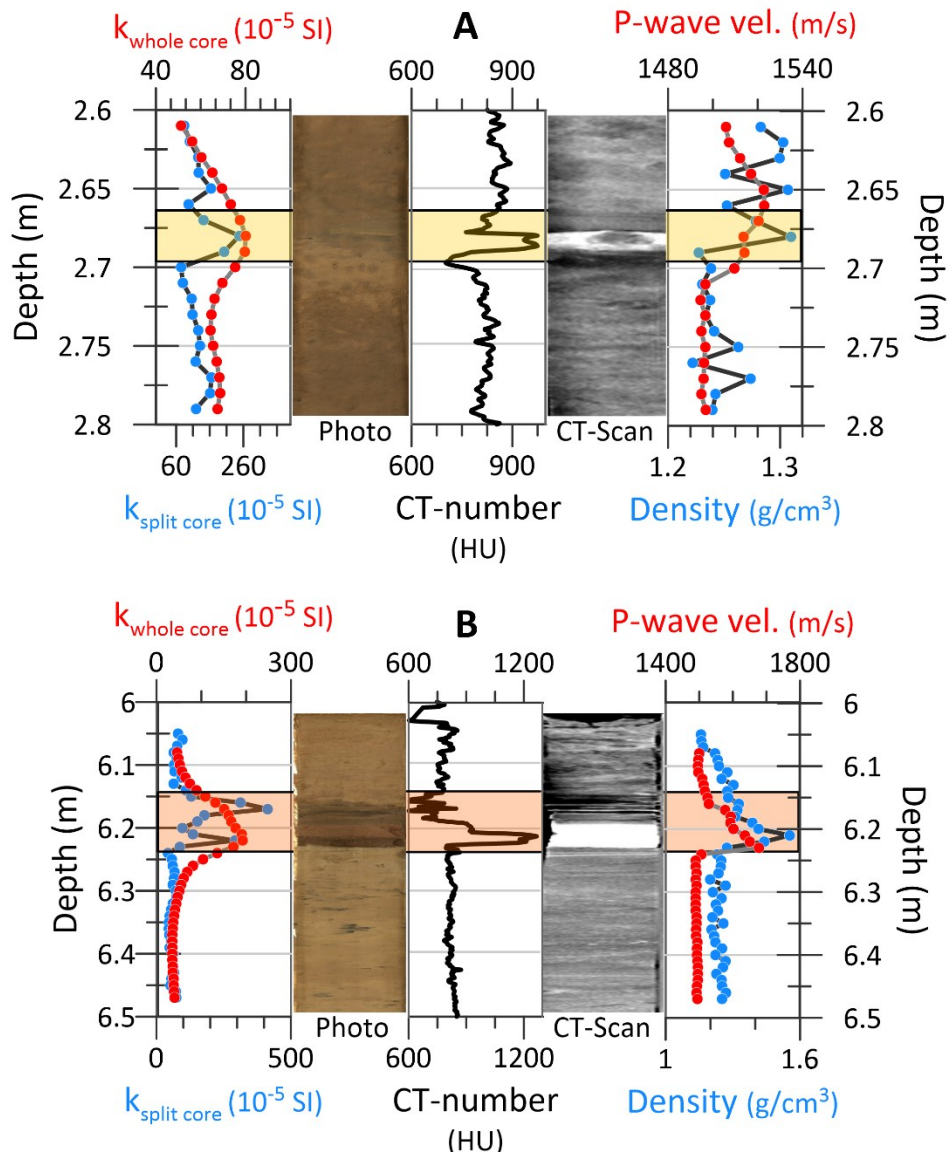 k whole core (10⁻⁵ SI) A P-wave vel. (m/s)
40 80 600 900 1480 1540
2.6 2.6
2.65 2.65
2.7 2.7
2.75 2.75
2.8 2.8
Depth (m)
Depth (m)
Photo CT-Scan
60 260 600 900 1.2 1.3
k split core (10⁻⁵ SI) CT-number Density (g/cm³)
(HU)
k whole core (10⁻⁵ SI) B P-wave vel. (m/s)
0 300 600 1200 1400 1800
6 6
6.1 6.1
6.2 6.2
6.3 6.3
6.4 6.4
6.5 6.5
Depth (m)
Depth (m)
Photo CT-Scan
0 500 600 1200 1 1.6
k split core (10⁻⁵ SI) CT-number Density (g/cm³)
(HU)